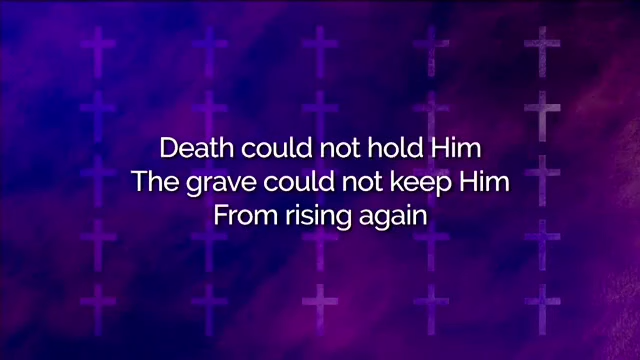 Death could not hold Him
The grave could not keep Him
From rising again